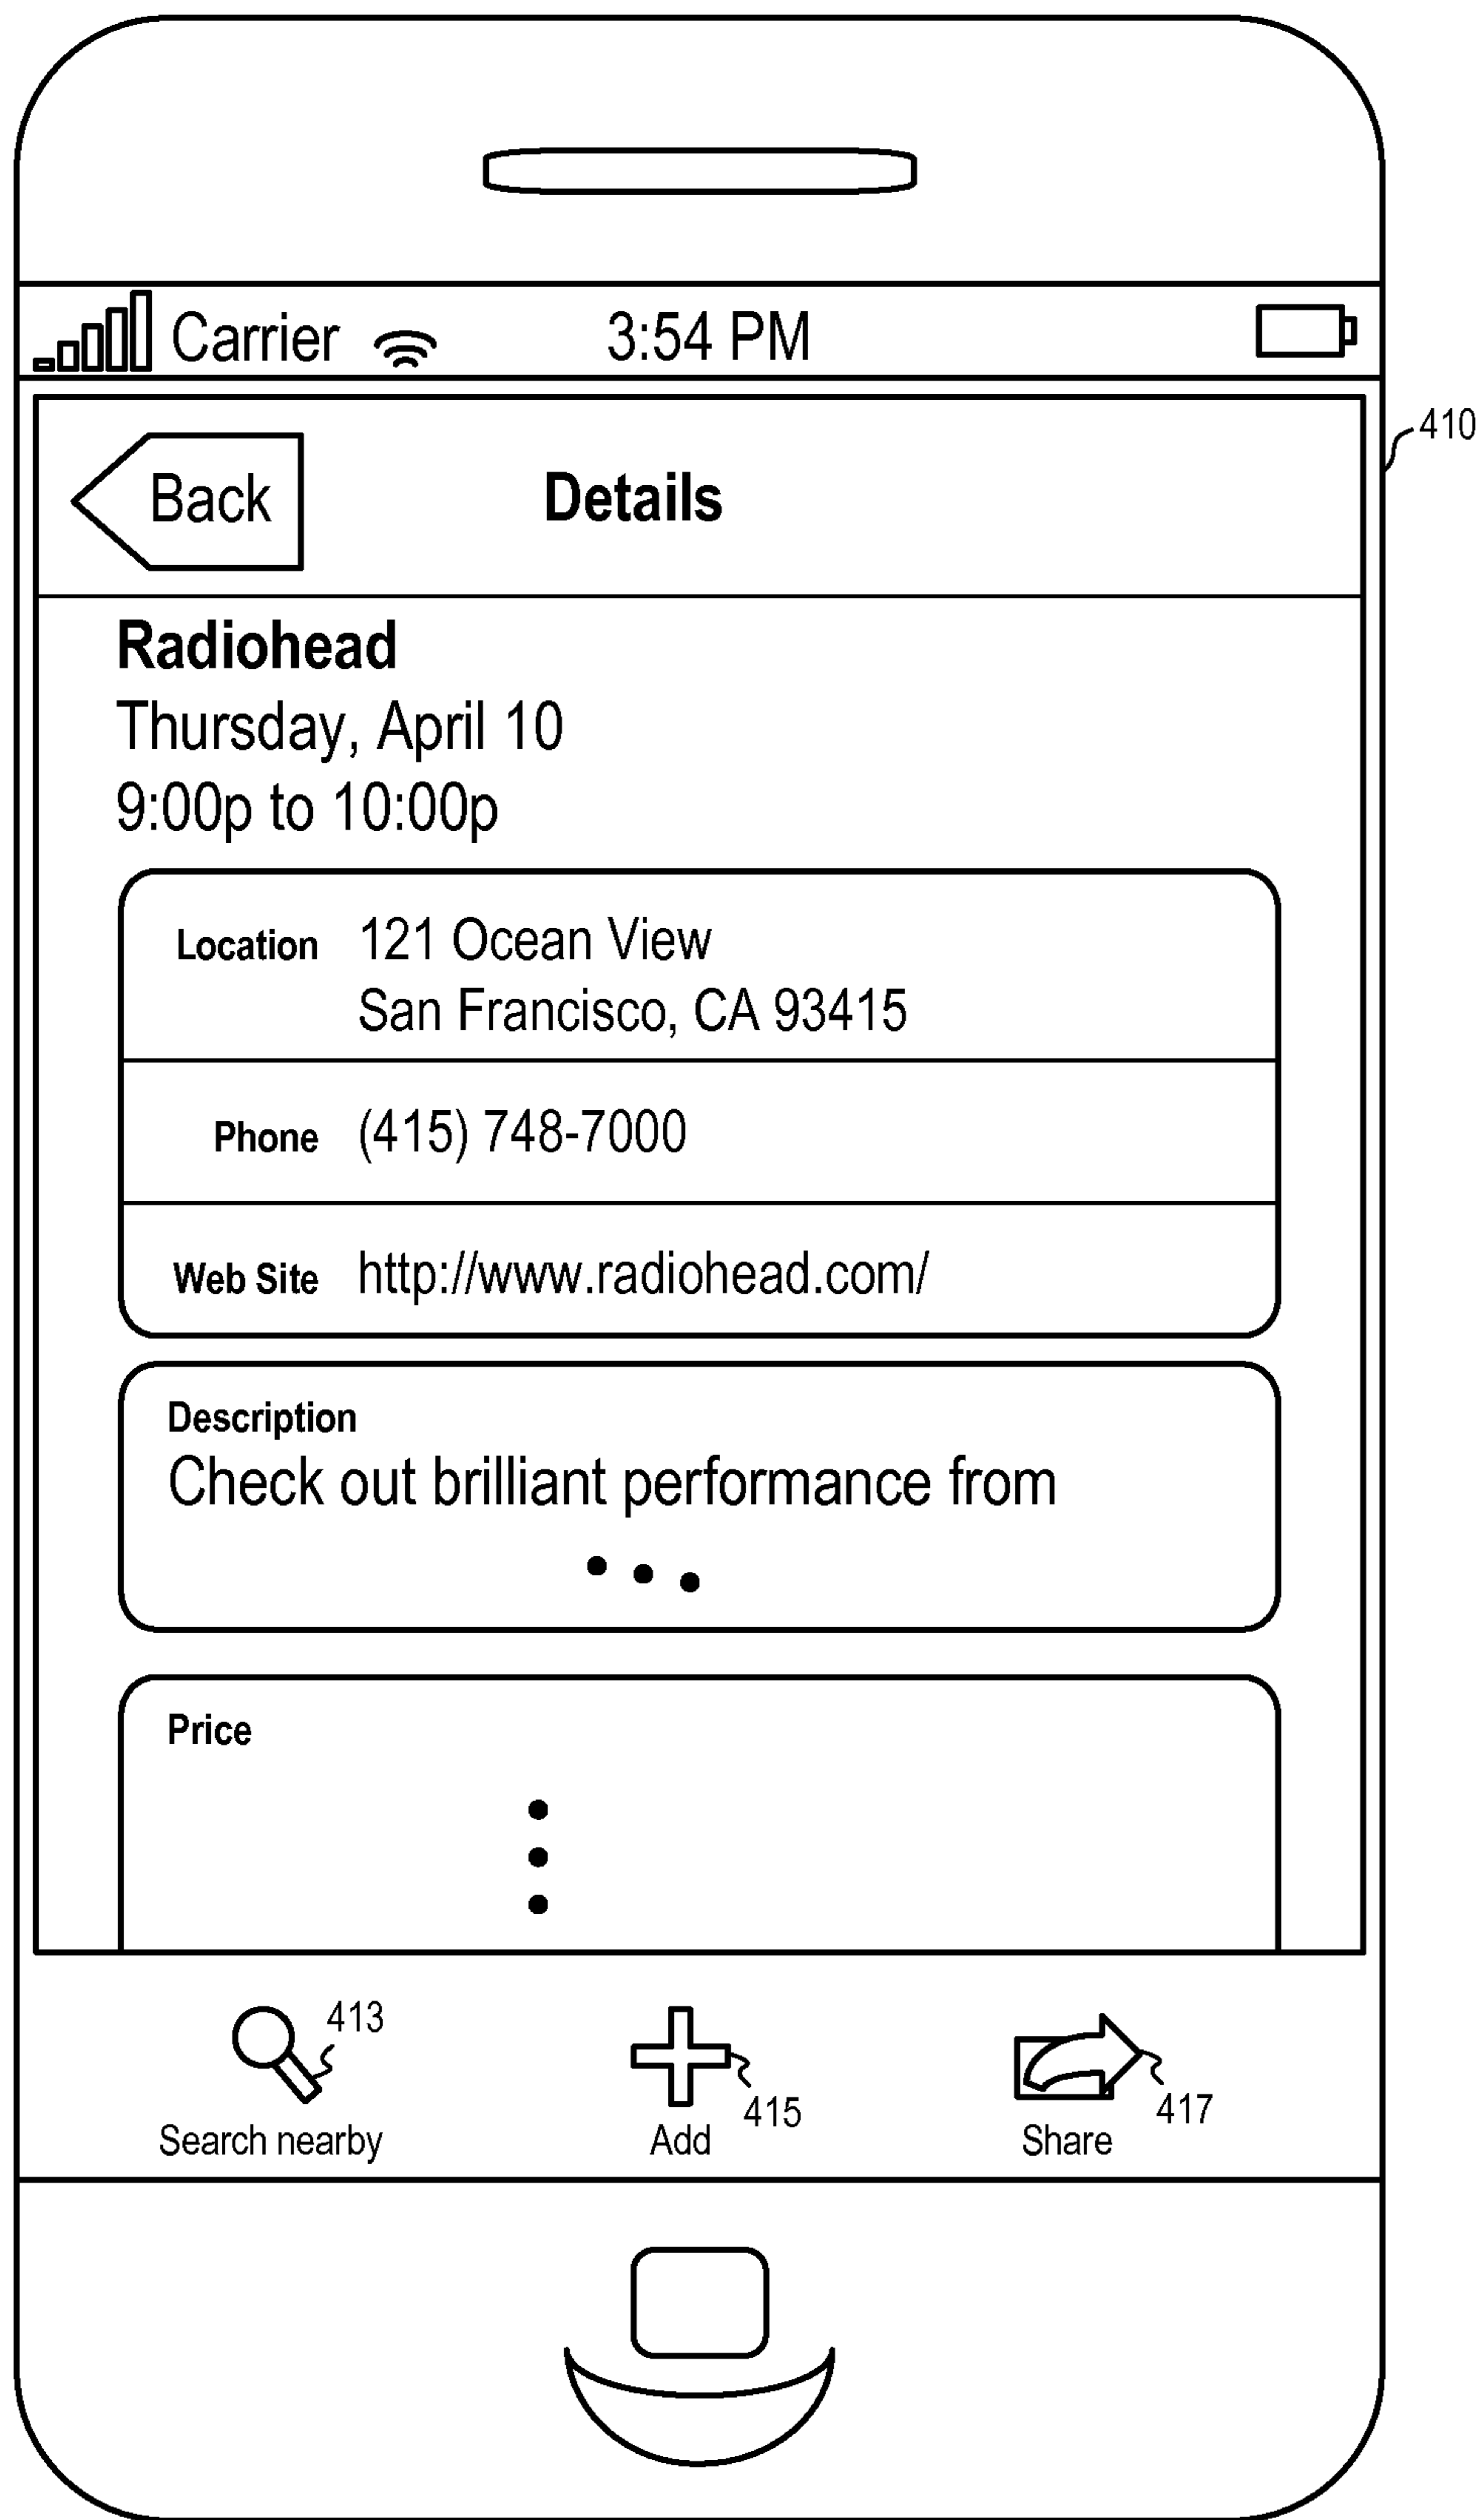 Carrier 3:54 PM
410
Back Details
Radiohead
Thursday, April 10
9:00p to 10:00p
Location 121 Ocean View
San Francisco, CA 93415
Phone (415) 748-7000
Web Site http://www.radiohead.com/
Description
Check out brilliant performance from
• • •
Price
413
415
417
Search nearby Add Share